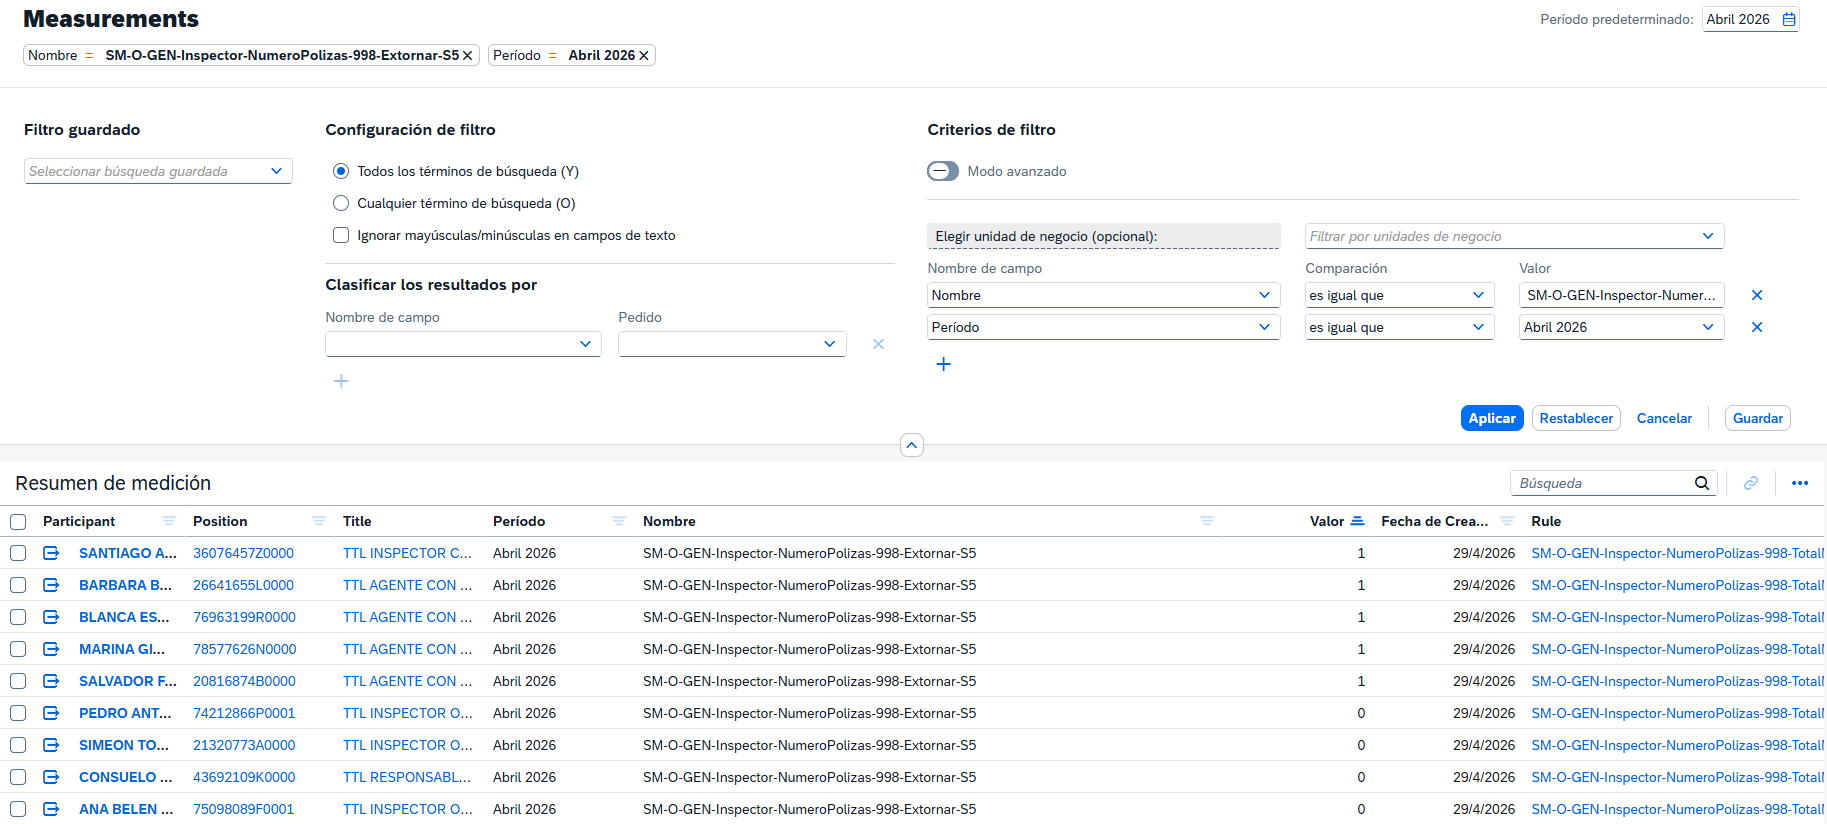 Measurements
Período predeterminado: Abril 2026
Nombre = SM-O-GEN-Inspector-NumeroPolizas-998-Extornar-S5 Período = Abril 2026
Filtro guardado
Seleccionar búsqueda guardada
Configuración de filtro
Todos los términos de búsqueda (Y)
Cualquier término de búsqueda (O)
Ignorar mayúsculas/minúsculas en campos de texto
Clasificar los resultados por
Nombre de campo Pedido
Criterios de filtro
Modo avanzado
Elegir unidad de negocio (opcional): Filtrar por unidades de negocio
Nombre de campo Comparación Valor
Nombre es igual que SM-O-GEN-Inspector-Numer...
Período es igual que Abril 2026
Aplicar Restablecer Cancelar Guardar
Resumen de medición
Búsqueda
Participant Position Title Período Nombre Valor Fecha de Crea... Rule
SANTIAGO A... 36076457Z0000 TTL INSPECTOR C... Abril 2026 SM-O-GEN-Inspector-NumeroPolizas-998-Extornar-S5 1 29/4/2026 SM-O-GEN-Inspector-NumeroPolizas-998-Total
BARBARA B... 26641655L0000 TTL AGENTE CON ... Abril 2026 SM-O-GEN-Inspector-NumeroPolizas-998-Extornar-S5 1 29/4/2026 SM-O-GEN-Inspector-NumeroPolizas-998-Total
BLANCA ES... 76963199R0000 TTL AGENTE CON ... Abril 2026 SM-O-GEN-Inspector-NumeroPolizas-998-Extornar-S5 1 29/4/2026 SM-O-GEN-Inspector-NumeroPolizas-998-Total
MARINA GI... 78577626N0000 TTL AGENTE CON ... Abril 2026 SM-O-GEN-Inspector-NumeroPolizas-998-Extornar-S5 1 29/4/2026 SM-O-GEN-Inspector-NumeroPolizas-998-Total
SALVADOR F... 20816874B0000 TTL AGENTE CON ... Abril 2026 SM-O-GEN-Inspector-NumeroPolizas-998-Extornar-S5 1 29/4/2026 SM-O-GEN-Inspector-NumeroPolizas-998-Total
PEDRO ANT... 74212866P0001 TTL INSPECTOR O... Abril 2026 SM-O-GEN-Inspector-NumeroPolizas-998-Extornar-S5 0 29/4/2026 SM-O-GEN-Inspector-NumeroPolizas-998-Total
SIMEON TO... 21320773A0000 TTL INSPECTOR O... Abril 2026 SM-O-GEN-Inspector-NumeroPolizas-998-Extornar-S5 0 29/4/2026 SM-O-GEN-Inspector-NumeroPolizas-998-Total
CONSUELO ... 43692109K0000 TTL RESPONSABL... Abril 2026 SM-O-GEN-Inspector-NumeroPolizas-998-Extornar-S5 0 29/4/2026 SM-O-GEN-Inspector-NumeroPolizas-998-Total
ANA BELEN ... 75098089F0001 TTL INSPECTOR O... Abril 2026 SM-O-GEN-Inspector-NumeroPolizas-998-Extornar-S5 0 29/4/2026 SM-O-GEN-Inspector-NumeroPolizas-998-Total